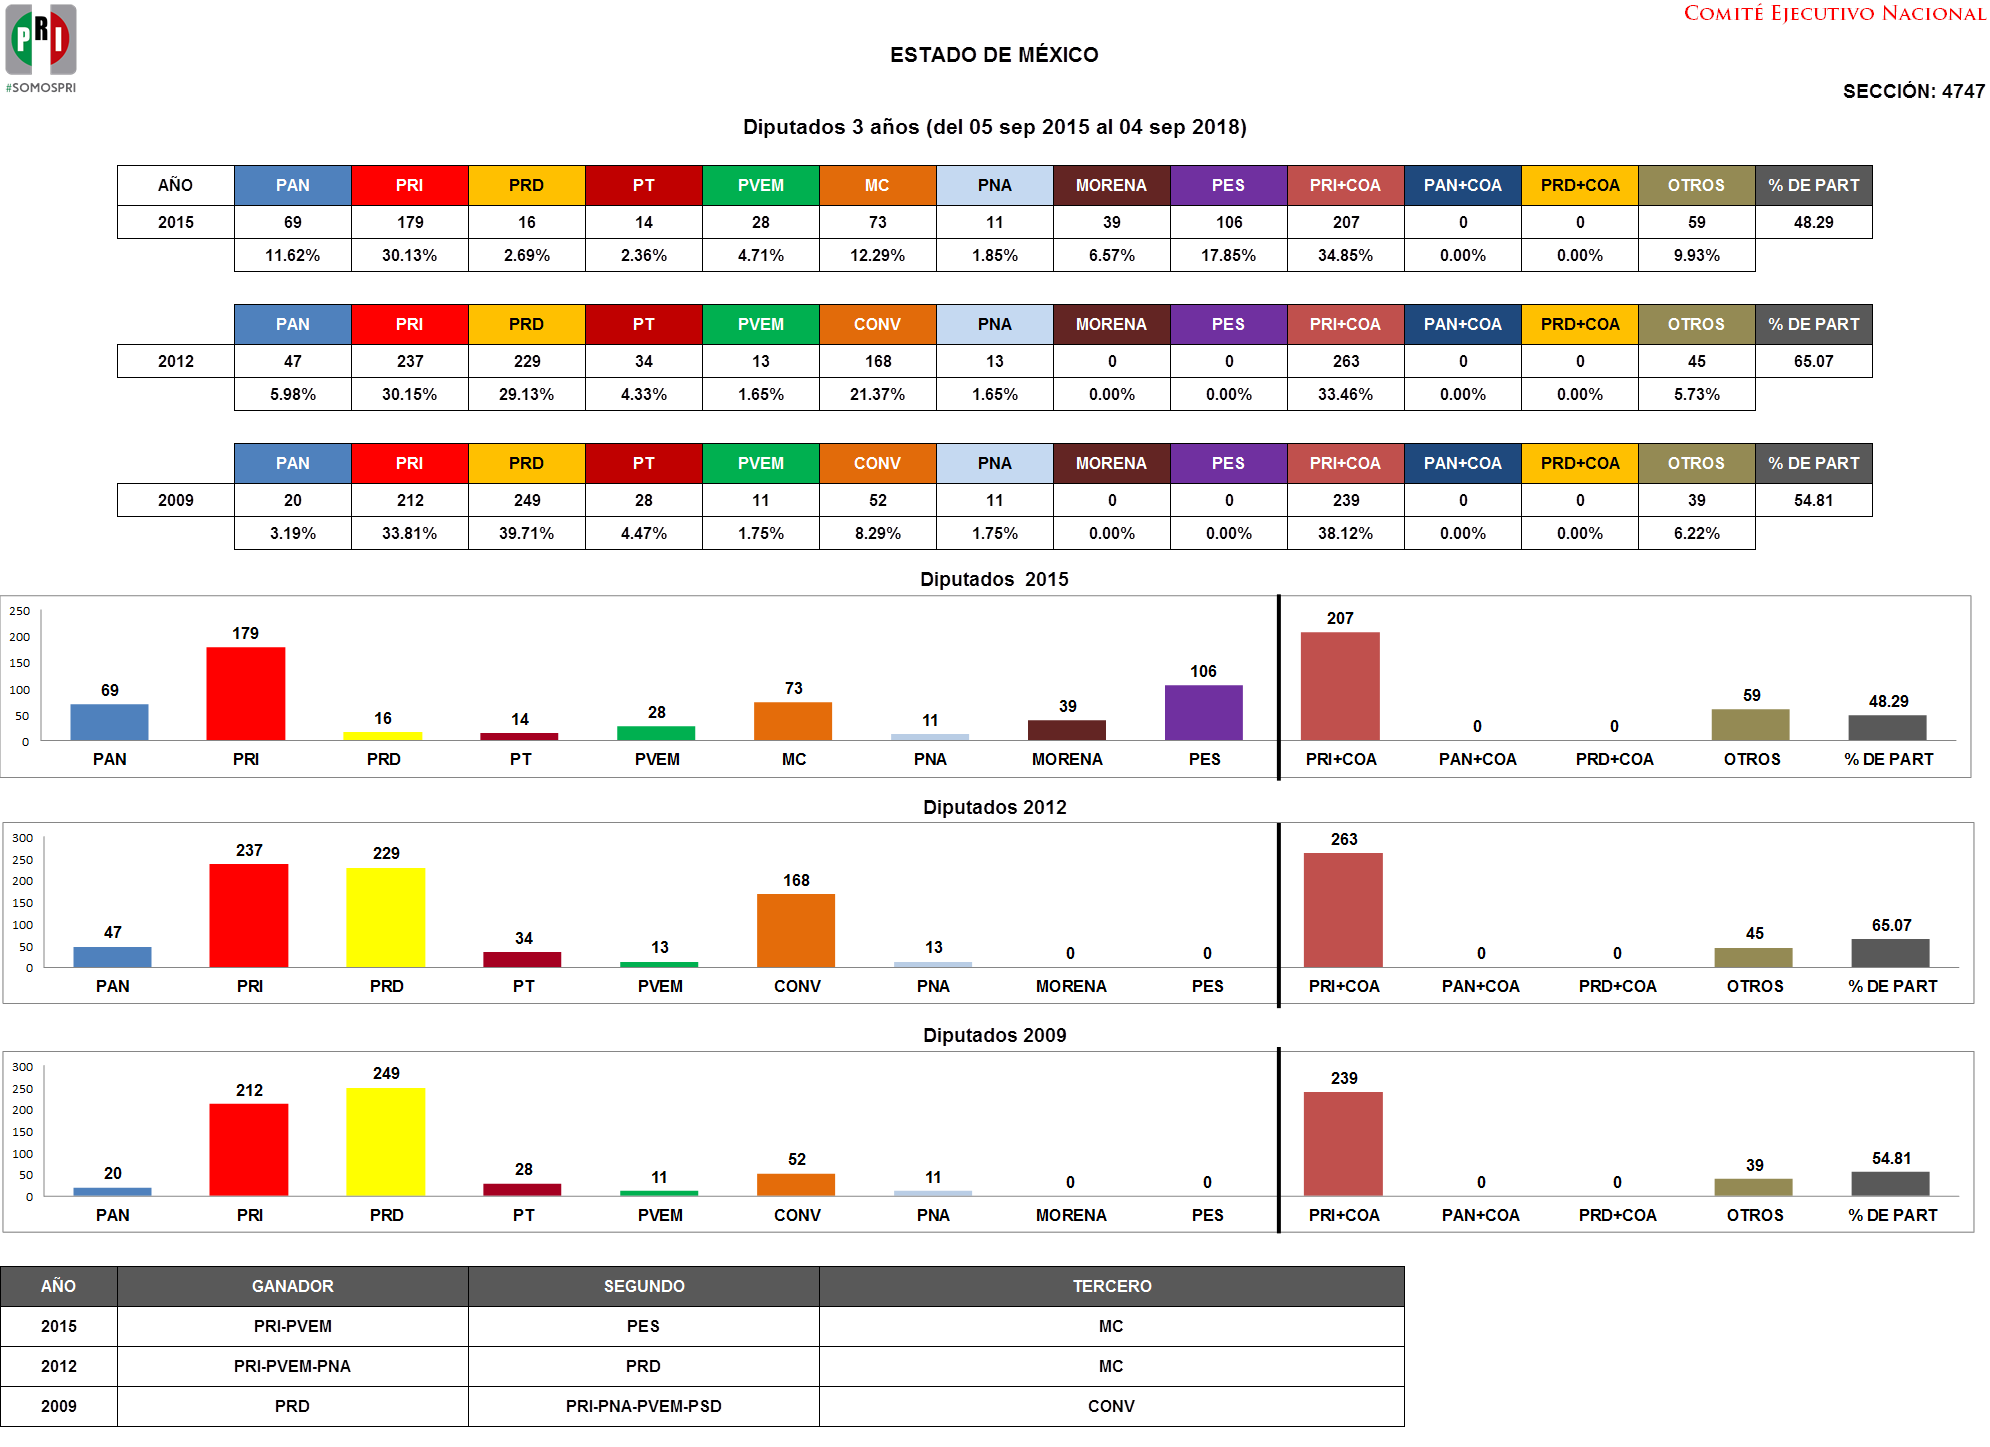 PRI
#SOMOSPRI
COMITÉ EJECUTIVO NACIONAL
ESTADO DE MÉXICO
SECCIÓN: 4747
Diputados 3 años (del 05 sep 2015 al 04 sep 2018)
AÑO PAN PRI PRD PT PVEM MC PNA MORENA PES PRI+COA PAN+COA PRD+COA OTROS % DE PART
2015 69 179 16 14 28 73 11 39 106 207 0 0 59 48.29
11.62% 30.13% 2.69% 2.36% 4.71% 12.29% 1.85% 6.57% 17.85% 34.85% 0.00% 0.00% 9.93%
PAN PRI PRD PT PVEM CONV PNA MORENA PES PRI+COA PAN+COA PRD+COA OTROS % DE PART
2012 47 237 229 34 13 168 13 0 0 263 0 0 45 65.07
5.98% 30.15% 29.13% 4.33% 1.65% 21.37% 1.65% 0.00% 0.00% 33.46% 0.00% 0.00% 5.73%
PAN PRI PRD PT PVEM CONV PNA MORENA PES PRI+COA PAN+COA PRD+COA OTROS % DE PART
2009 20 212 249 28 11 52 11 0 0 239 0 0 39 54.81
3.19% 33.81% 39.71% 4.47% 1.75% 8.29% 1.75% 0.00% 0.00% 38.12% 0.00% 0.00% 6.22%
Diputados 2015
250
200
150
100
50
0
69 179 16 14 28 73 11 39 106 207 0 0 59 48.29
PAN PRI PRD PT PVEM MC PNA MORENA PES PRI+COA PAN+COA PRD+COA OTROS % DE PART
Diputados 2012
300
250
200
150
100
50
0
47 237 229 34 13 168 13 0 0 263 0 0 45 65.07
PAN PRI PRD PT PVEM CONV PNA MORENA PES PRI+COA PAN+COA PRD+COA OTROS % DE PART
Diputados 2009
300
250
200
150
100
50
0
20 212 249 28 11 52 11 0 0 239 0 0 39 54.81
PAN PRI PRD PT PVEM CONV PNA MORENA PES PRI+COA PAN+COA PRD+COA OTROS % DE PART
AÑO GANADOR SEGUNDO TERCERO
2015 PRI-PVEM PES MC
2012 PRI-PVEM-PNA PRD MC
2009 PRD PRI-PNA-PVEM-PSD CONV